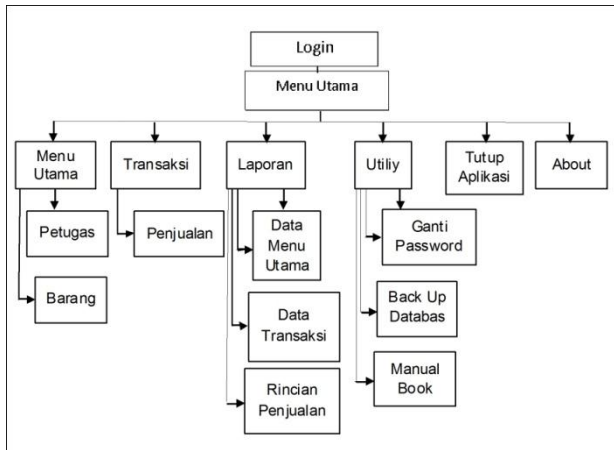 Login
Menu Utama
Menu
Utama
Transaksi
Laporan
Utiliy
Tutup
Aplikasi
About
Petugas
Penjualan
Data
Menu
Utama
Ganti
Password
Barang
Data
Transaksi
Back Up
Databas
Rincian
Penjualan
Manual
Book